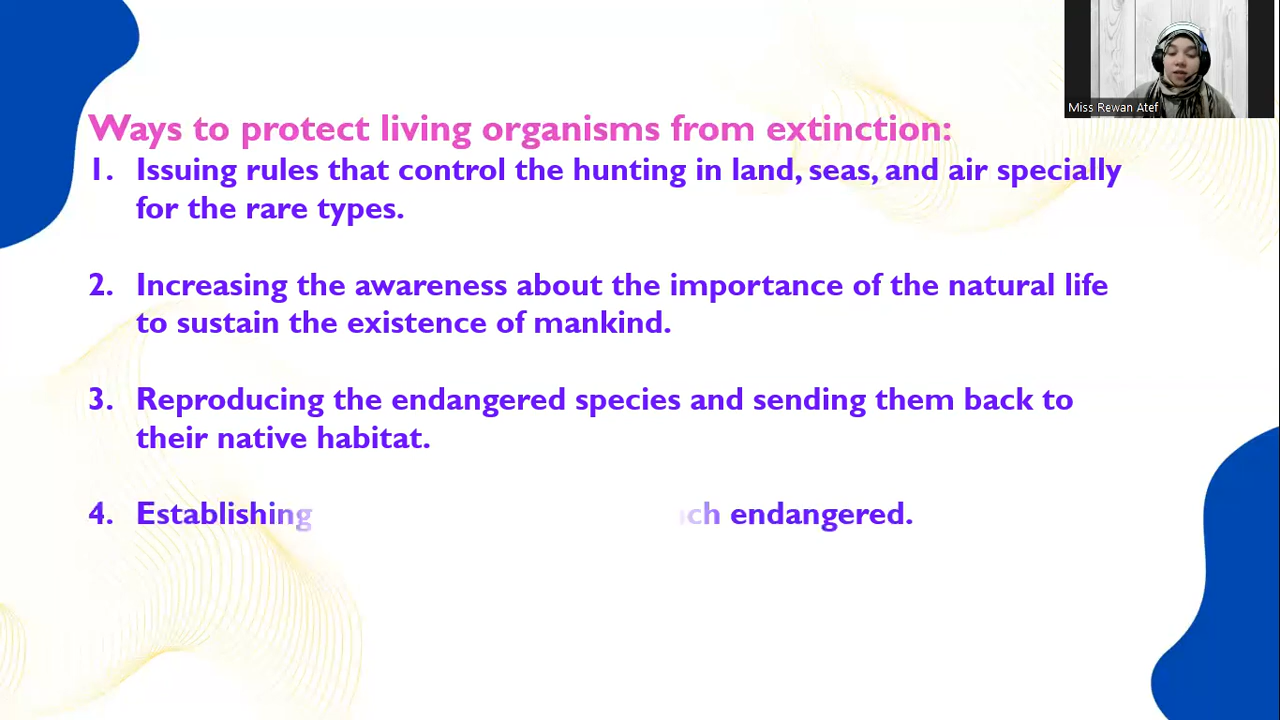 Miss Rewan Atef
Ways to protect living organisms from extinction:
1. Issuing rules that control the hunting in land, seas, and air specially
for the rare types.
2. Increasing the awareness about the importance of the natural life
to sustain the existence of mankind.
3. Reproducing the endangered species and sending them back to
their native habitat.
4. Establishing endangered.